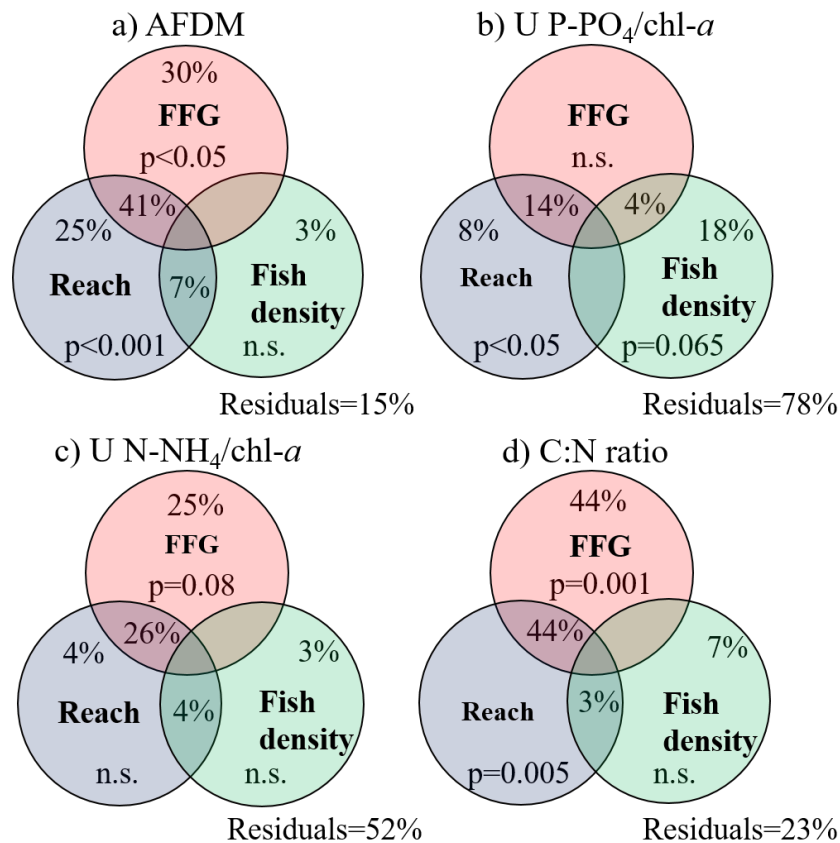 a) AFDM
30%
FFG
p<0.05
41%
25%
3%
Reach
7%
Fish
density
p<0.001
n.s.
Residuals=15%
b) U P-PO₄/chl-a
FFG
n.s.
14%
4%
8%
18%
Reach
Fish
density
p<0.05
p=0.065
Residuals=78%
c) U N-NH₄/chl-a
25%
FFG
p=0.08
26%
4%
3%
Reach
4%
Fish
density
n.s.
n.s.
Residuals=52%
d) C:N ratio
44%
FFG
p=0.001
44%
7%
Reach
3%
Fish
density
p=0.005
n.s.
Residuals=23%